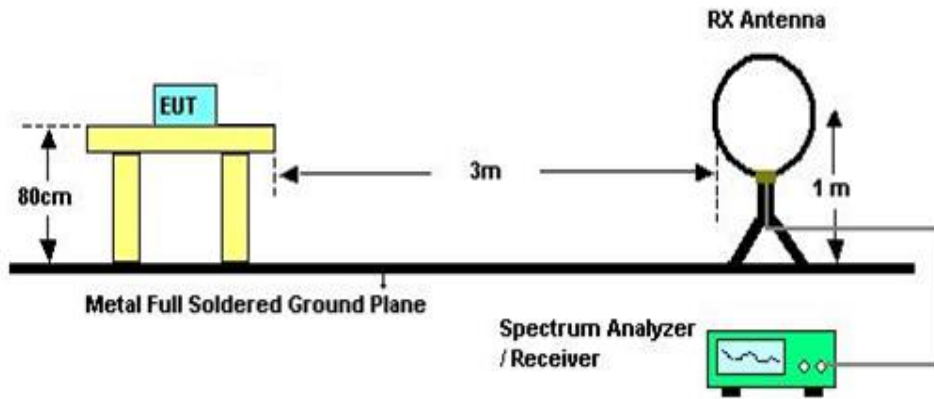 RX Antenna
EUT
3m
80cm
1 m
Metal Full Soldered Ground Plane
Spectrum Analyzer
/ Receiver